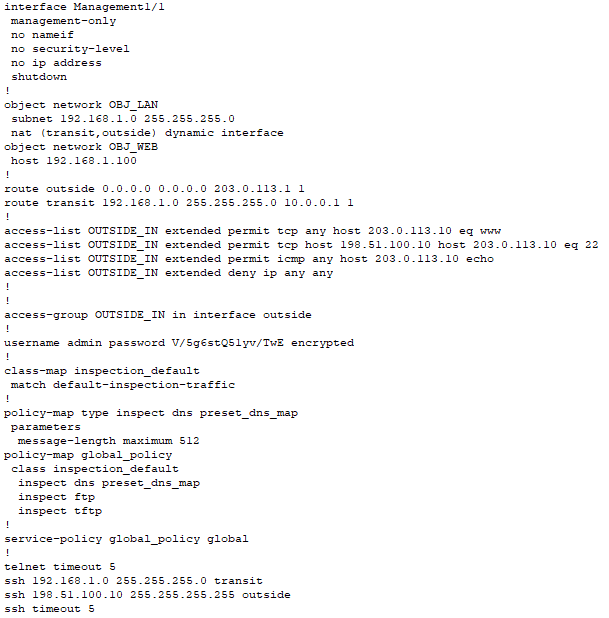 interface Management1/1
 management-only
 no nameif
 no security-level
 no ip address
 shutdown
!
object network OBJ_LAN
 subnet 192.168.1.0 255.255.255.0
 nat (transit,outside) dynamic interface
object network OBJ_WEB
 host 192.168.1.100
!
route outside 0.0.0.0 0.0.0.0 203.0.113.1 1
route transit 192.168.1.0 255.255.255.0 10.0.0.1 1
!
access-list OUTSIDE_IN extended permit tcp any host 203.0.113.10 eq www
access-list OUTSIDE_IN extended permit tcp host 198.51.100.10 host 203.0.113.10 eq 22
access-list OUTSIDE_IN extended permit icmp any host 203.0.113.10 echo
access-list OUTSIDE_IN extended deny ip any any
!
!
access-group OUTSIDE_IN in interface outside
!
username admin password V/5g6stQ5lyv/TwE encrypted
!
class-map inspection_default
 match default-inspection-traffic
!
policy-map type inspect dns preset_dns_map
 parameters
  message-length maximum 512
policy-map global_policy
 class inspection_default
  inspect dns preset_dns_map
  inspect ftp
  inspect tftp
!
service-policy global_policy global
!
telnet timeout 5
ssh 192.168.1.0 255.255.255.0 transit
ssh 198.51.100.10 255.255.255.255 outside
ssh timeout 5